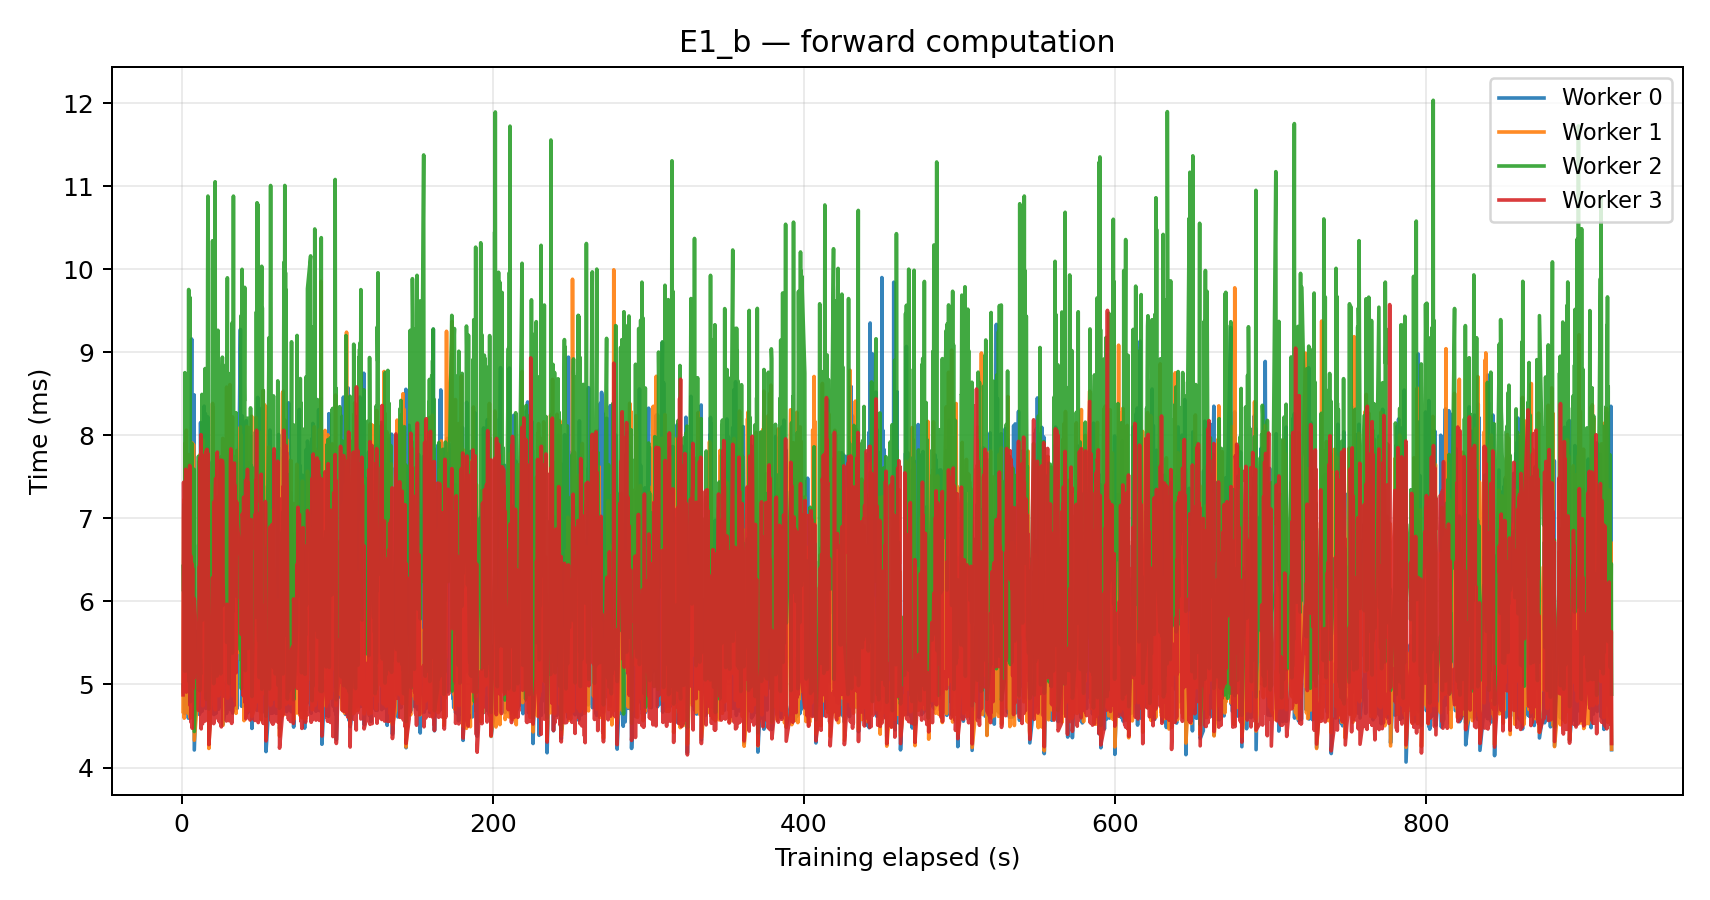 E1_b — forward computation
Time (ms)
12
11
10
9
8
7
6
5
4
0
200
400
600
800
Training elapsed (s)
Worker 0
Worker 1
Worker 2
Worker 3